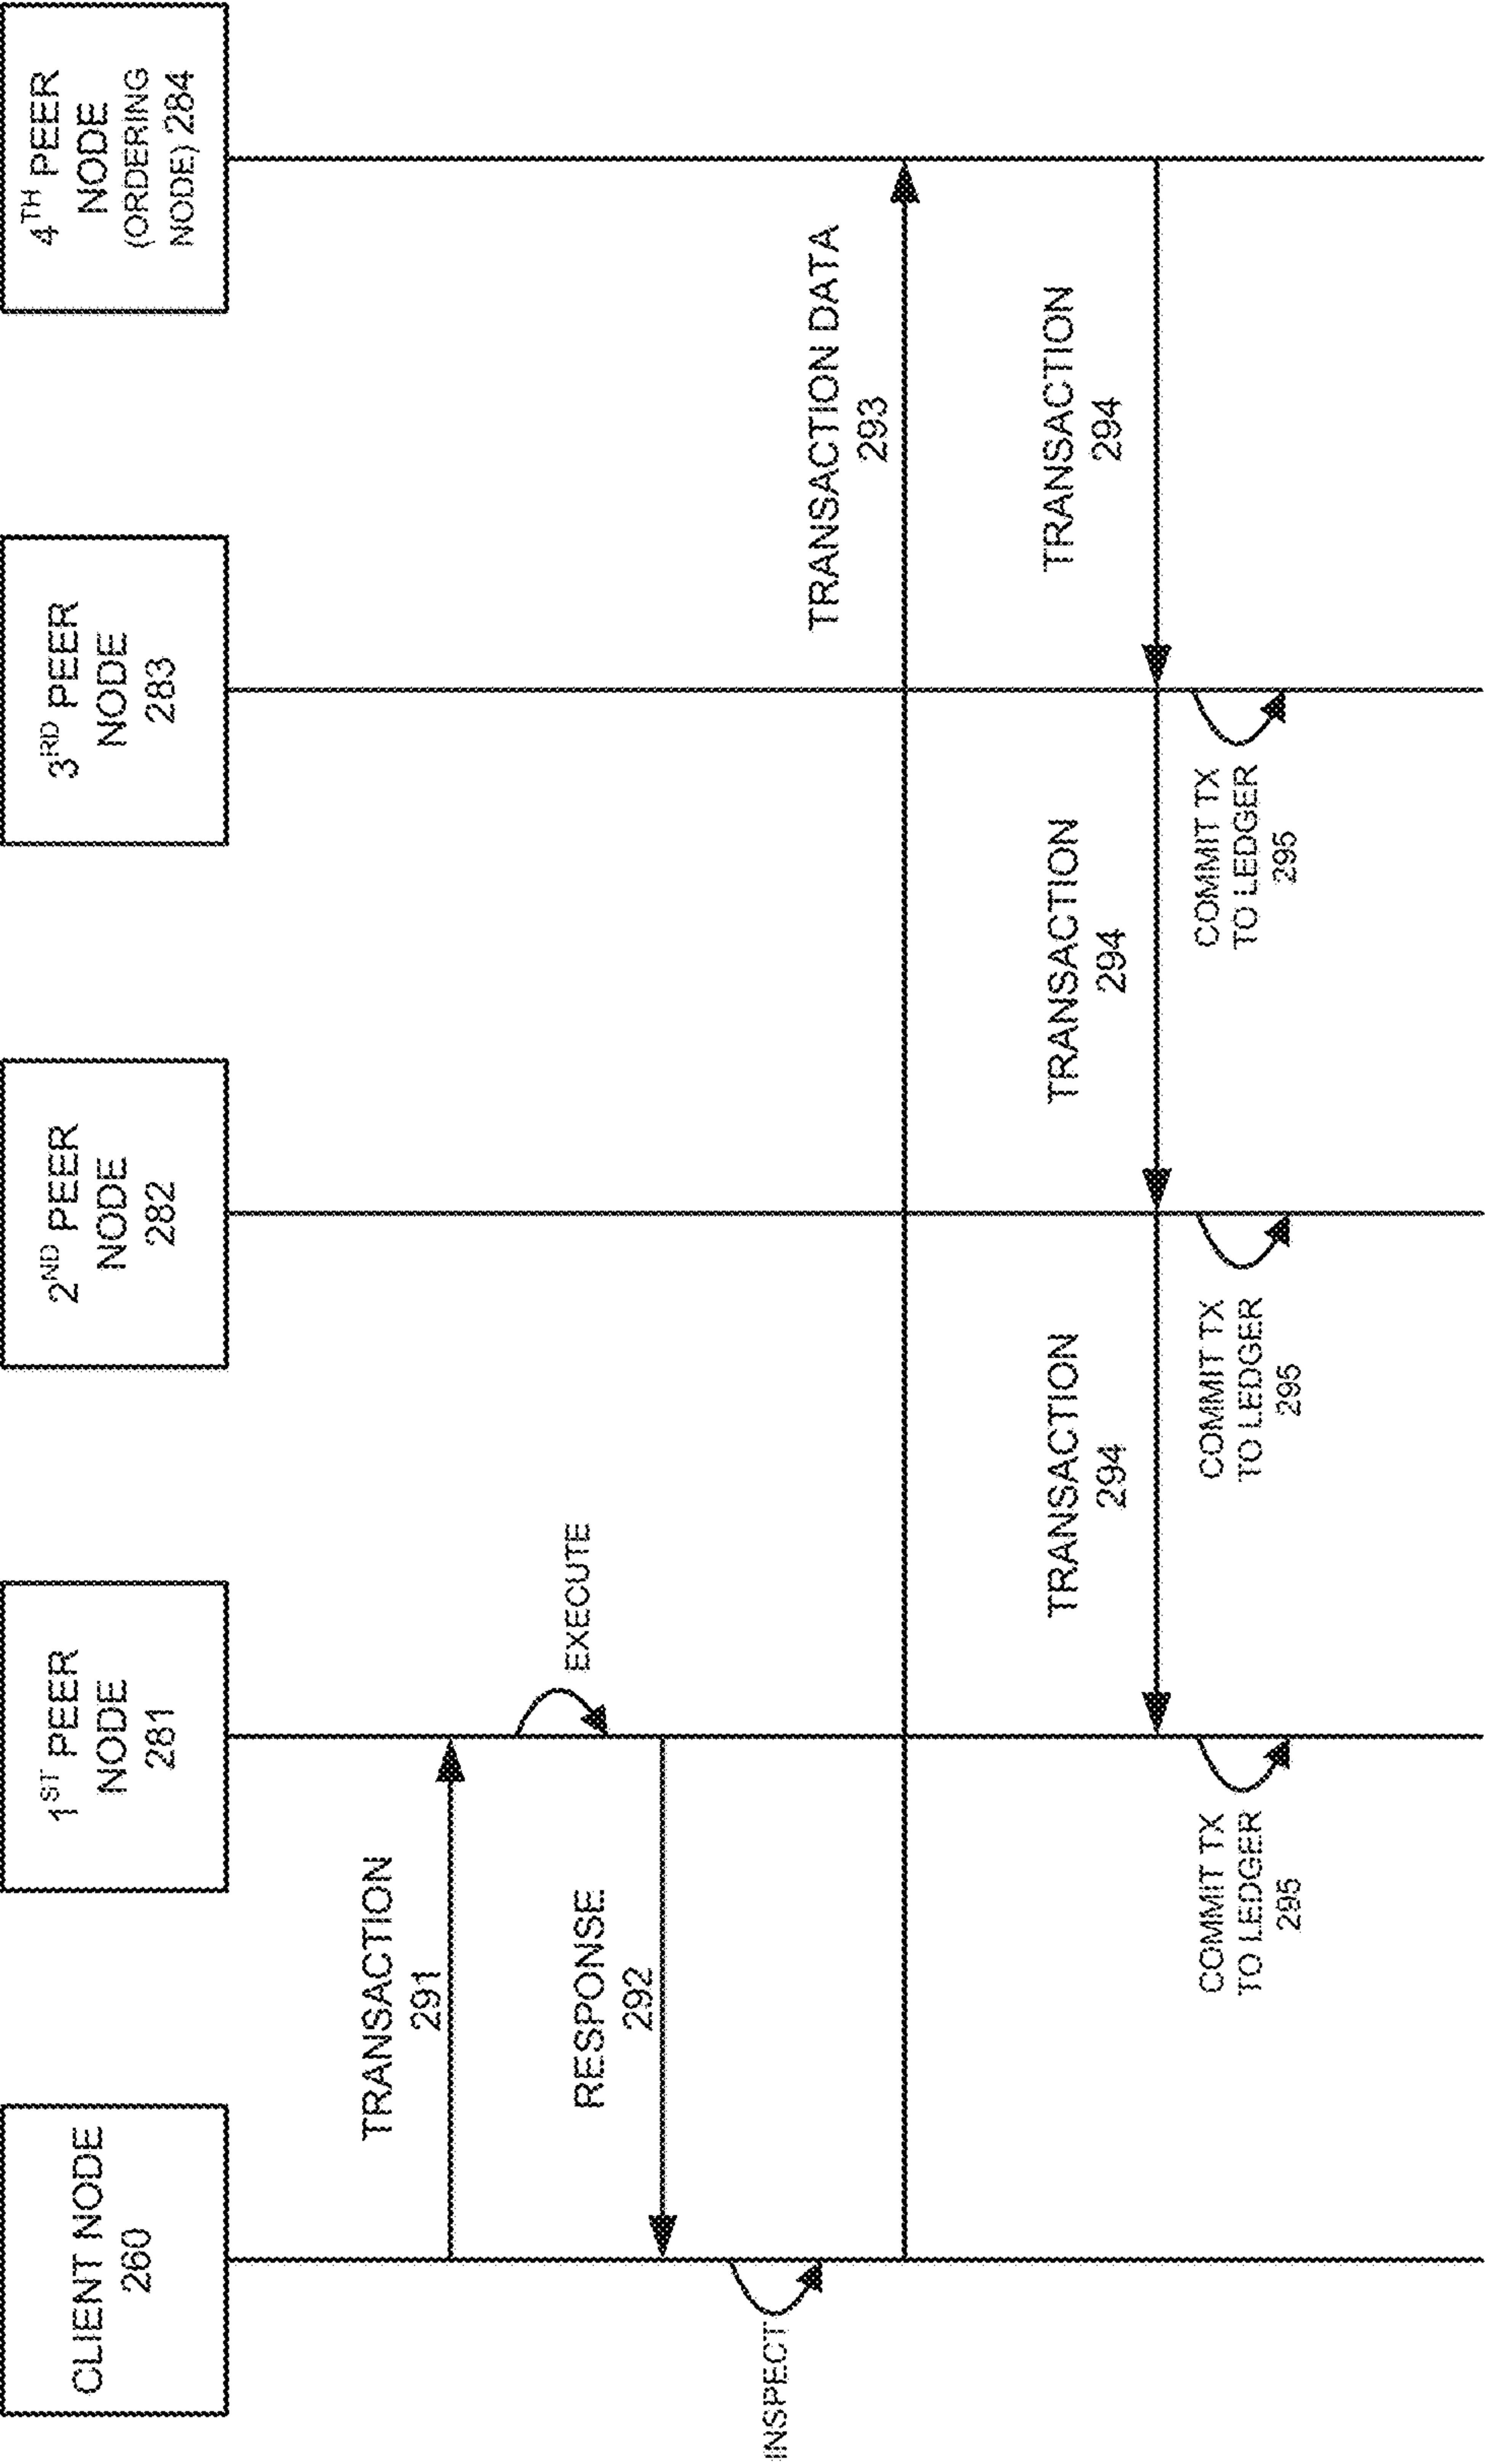 CLIENT NODE
260
1ST PEER
NODE
281
2ND PEER
NODE
282
3RD PEER
NODE
283
4TH PEER
NODE
(ORDERING
NODE) 284
TRANSACTION
291
EXECUTE
RESPONSE
292
INSPECT
TRANSACTION DATA
293
TRANSACTION
294
TRANSACTION
294
TRANSACTION
294
COMMIT TX
TO LEDGER
295
COMMIT TX
TO LEDGER
295
COMMIT TX
TO LEDGER
295